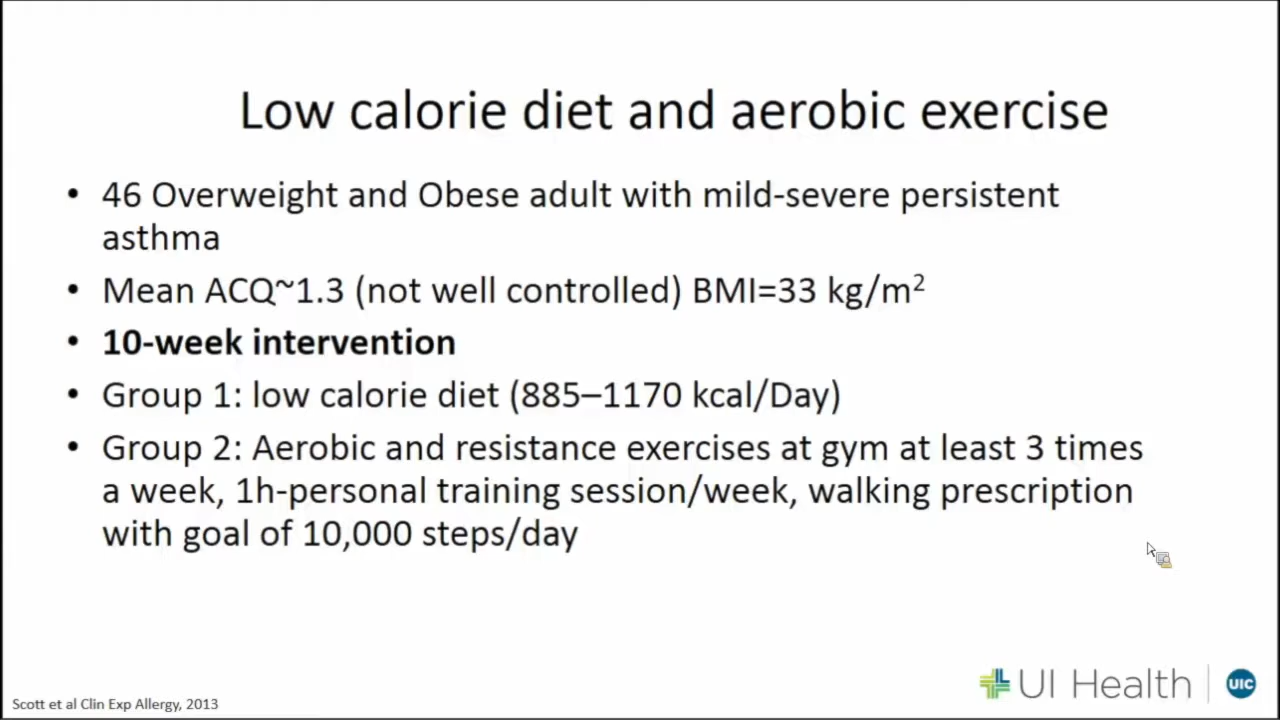 Low calorie diet and aerobic exercise
• 46 Overweight and Obese adult with mild-severe persistent
asthma
• Mean ACQ~1.3 (not well controlled) BMI=33 kg/m²
• 10-week intervention
• Group 1: low calorie diet (885–1170 kcal/Day)
• Group 2: Aerobic and resistance exercises at gym at least 3 times
a week, 1h-personal training session/week, walking prescription
with goal of 10,000 steps/day
UI Health | UIC
Scott et al Clin Exp Allergy, 2013